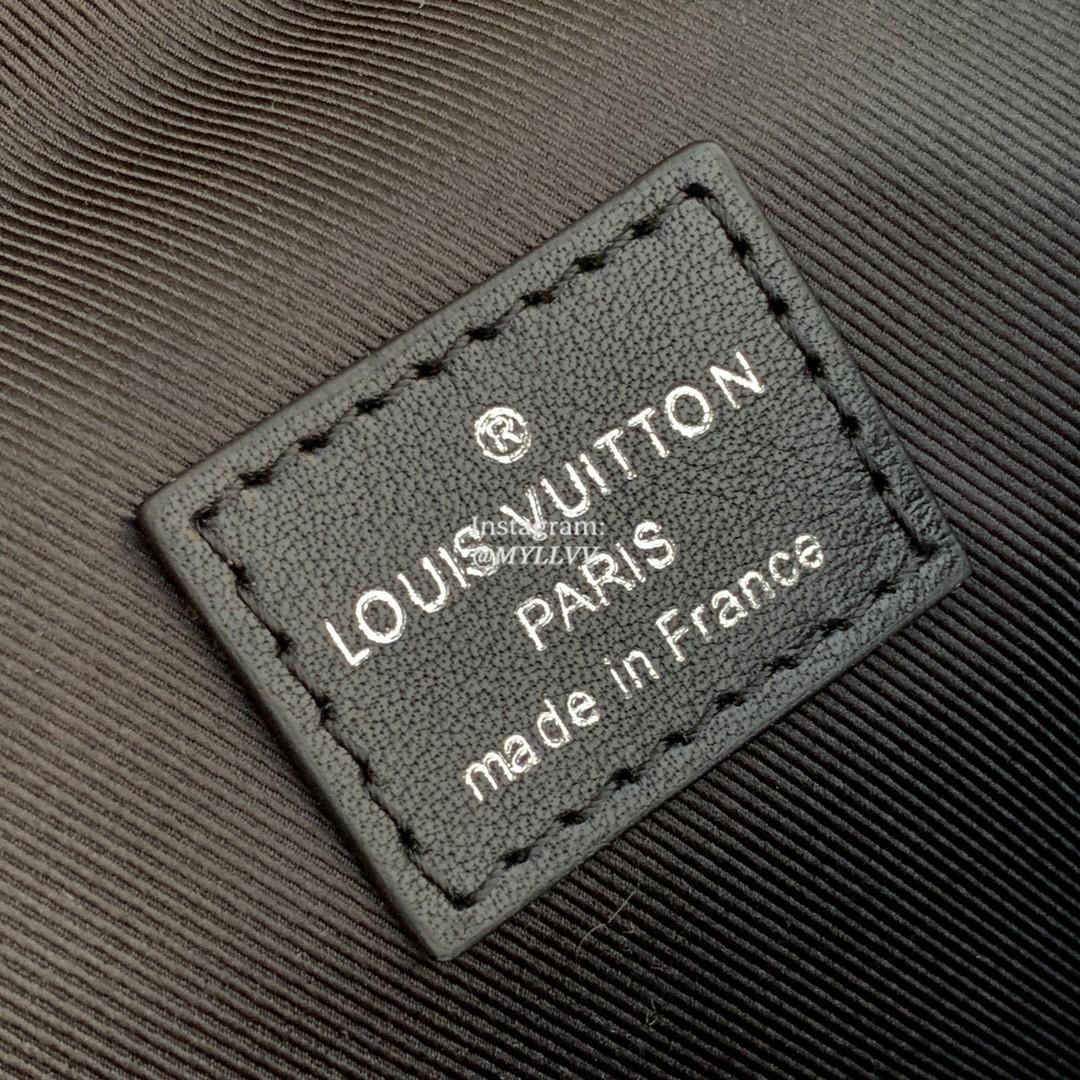 ®
LOUIS VUITTON
PARIS
made in France
Instagram:
@MYLLVV